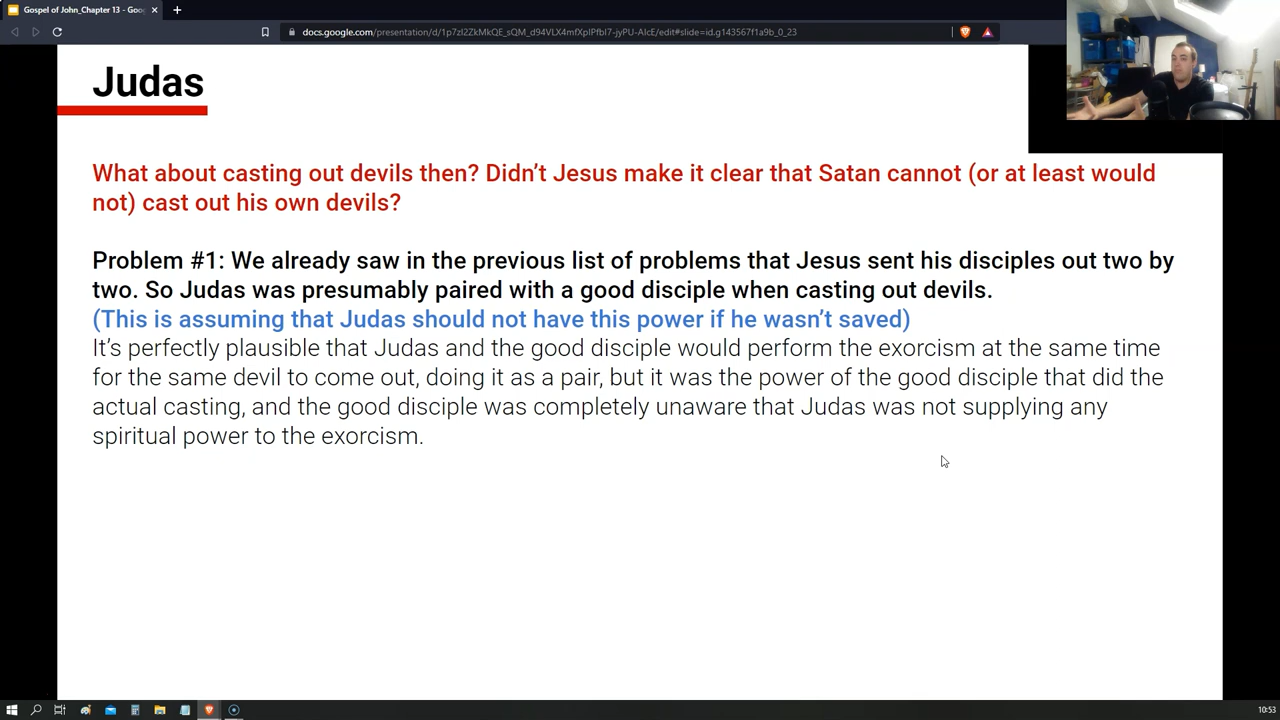 Gospel of John_Chapter 13 - Goo
docs.google.com/presentation/d/1p7zl2ZkMkQE_sQM_d94VLX4mfXpIPfbI7-jyPU-AIcE/edit#slide=id.g143567f1a9b_0_23
Judas
What about casting out devils then? Didn’t Jesus make it clear that Satan cannot (or at least would
not) cast out his own devils?
Problem #1: We already saw in the previous list of problems that Jesus sent his disciples out two by
two. So Judas was presumably paired with a good disciple when casting out devils.
(This is assuming that Judas should not have this power if he wasn’t saved)
It’s perfectly plausible that Judas and the good disciple would perform the exorcism at the same time
for the same devil to come out, doing it as a pair, but it was the power of the good disciple that did the
actual casting, and the good disciple was completely unaware that Judas was not supplying any
spiritual power to the exorcism.
10:53